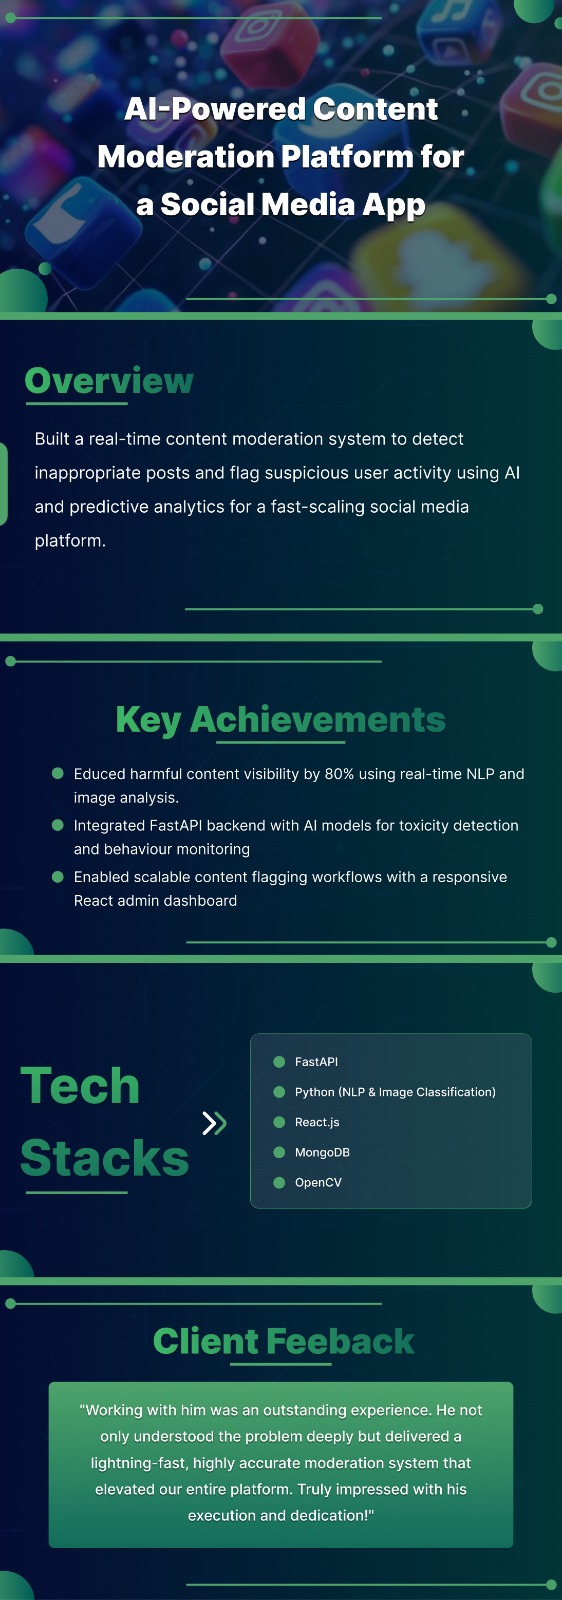 AI-Powered Content
Moderation Platform for
a Social Media App
Overview
Built a real-time content moderation system to detect
inappropriate posts and flag suspicious user activity using AI
and predictive analytics for a fast-scaling social media
platform.
Key Achievements
Educed harmful content visibility by 80% using real-time NLP and
image analysis.
Integrated FastAPI backend with AI models for toxicity detection
and behaviour monitoring
Enabled scalable content flagging workflows with a responsive
React admin dashboard
Tech
Stacks
FastAPI
Python (NLP & Image Classification)
React.js
MongoDB
OpenCV
Client Feeback
"Working with him was an outstanding experience. He not
only understood the problem deeply but delivered a
lightning-fast, highly accurate moderation system that
elevated our entire platform. Truly impressed with his
execution and dedication!"